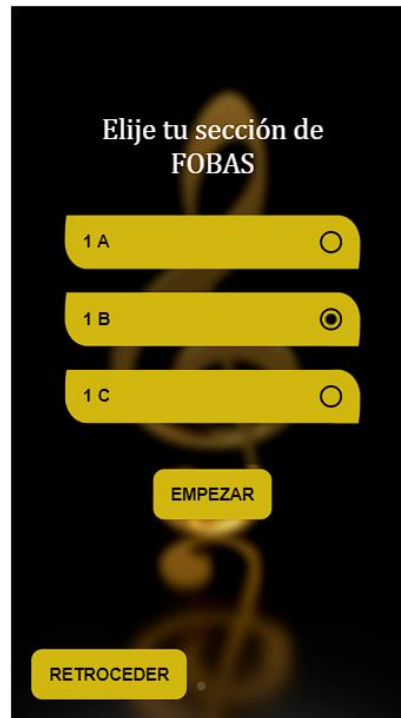 Elije tu sección de
FOBAS
1 A
1 B
1 C
EMPEZAR
RETROCEDER